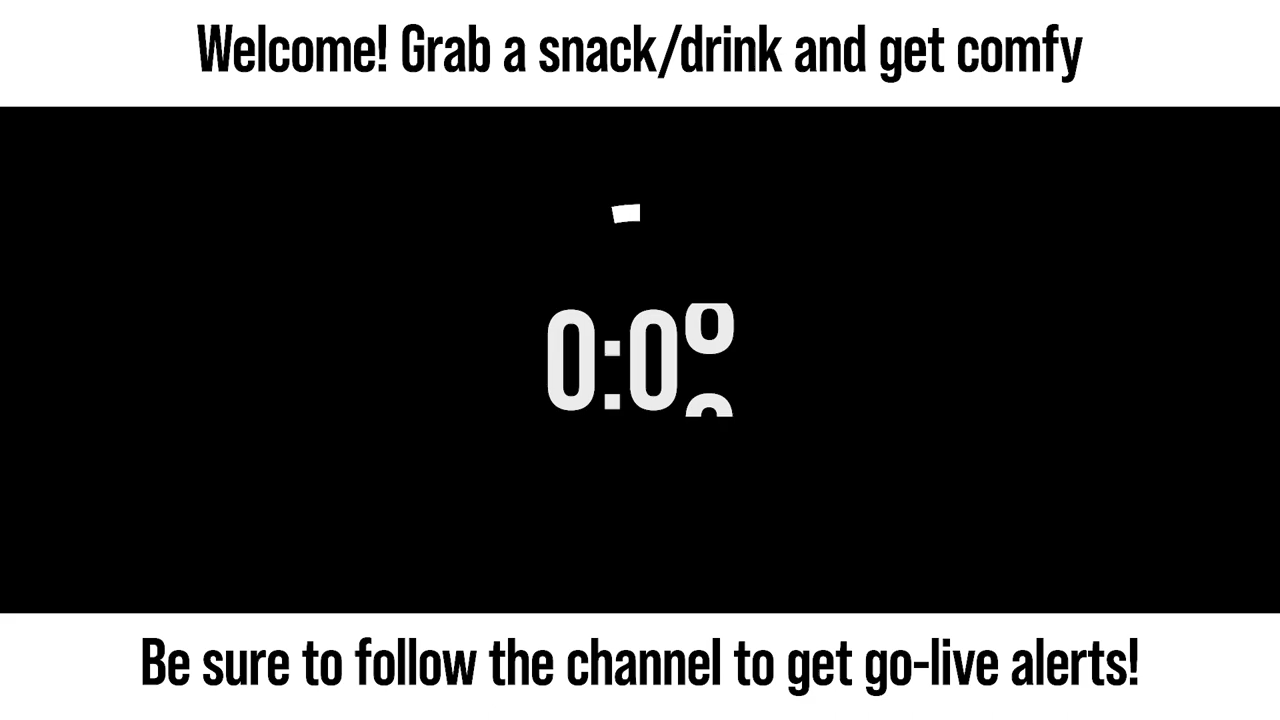 Welcome! Grab a snack/drink and get comfy
0:0
Be sure to follow the channel to get go-live alerts!